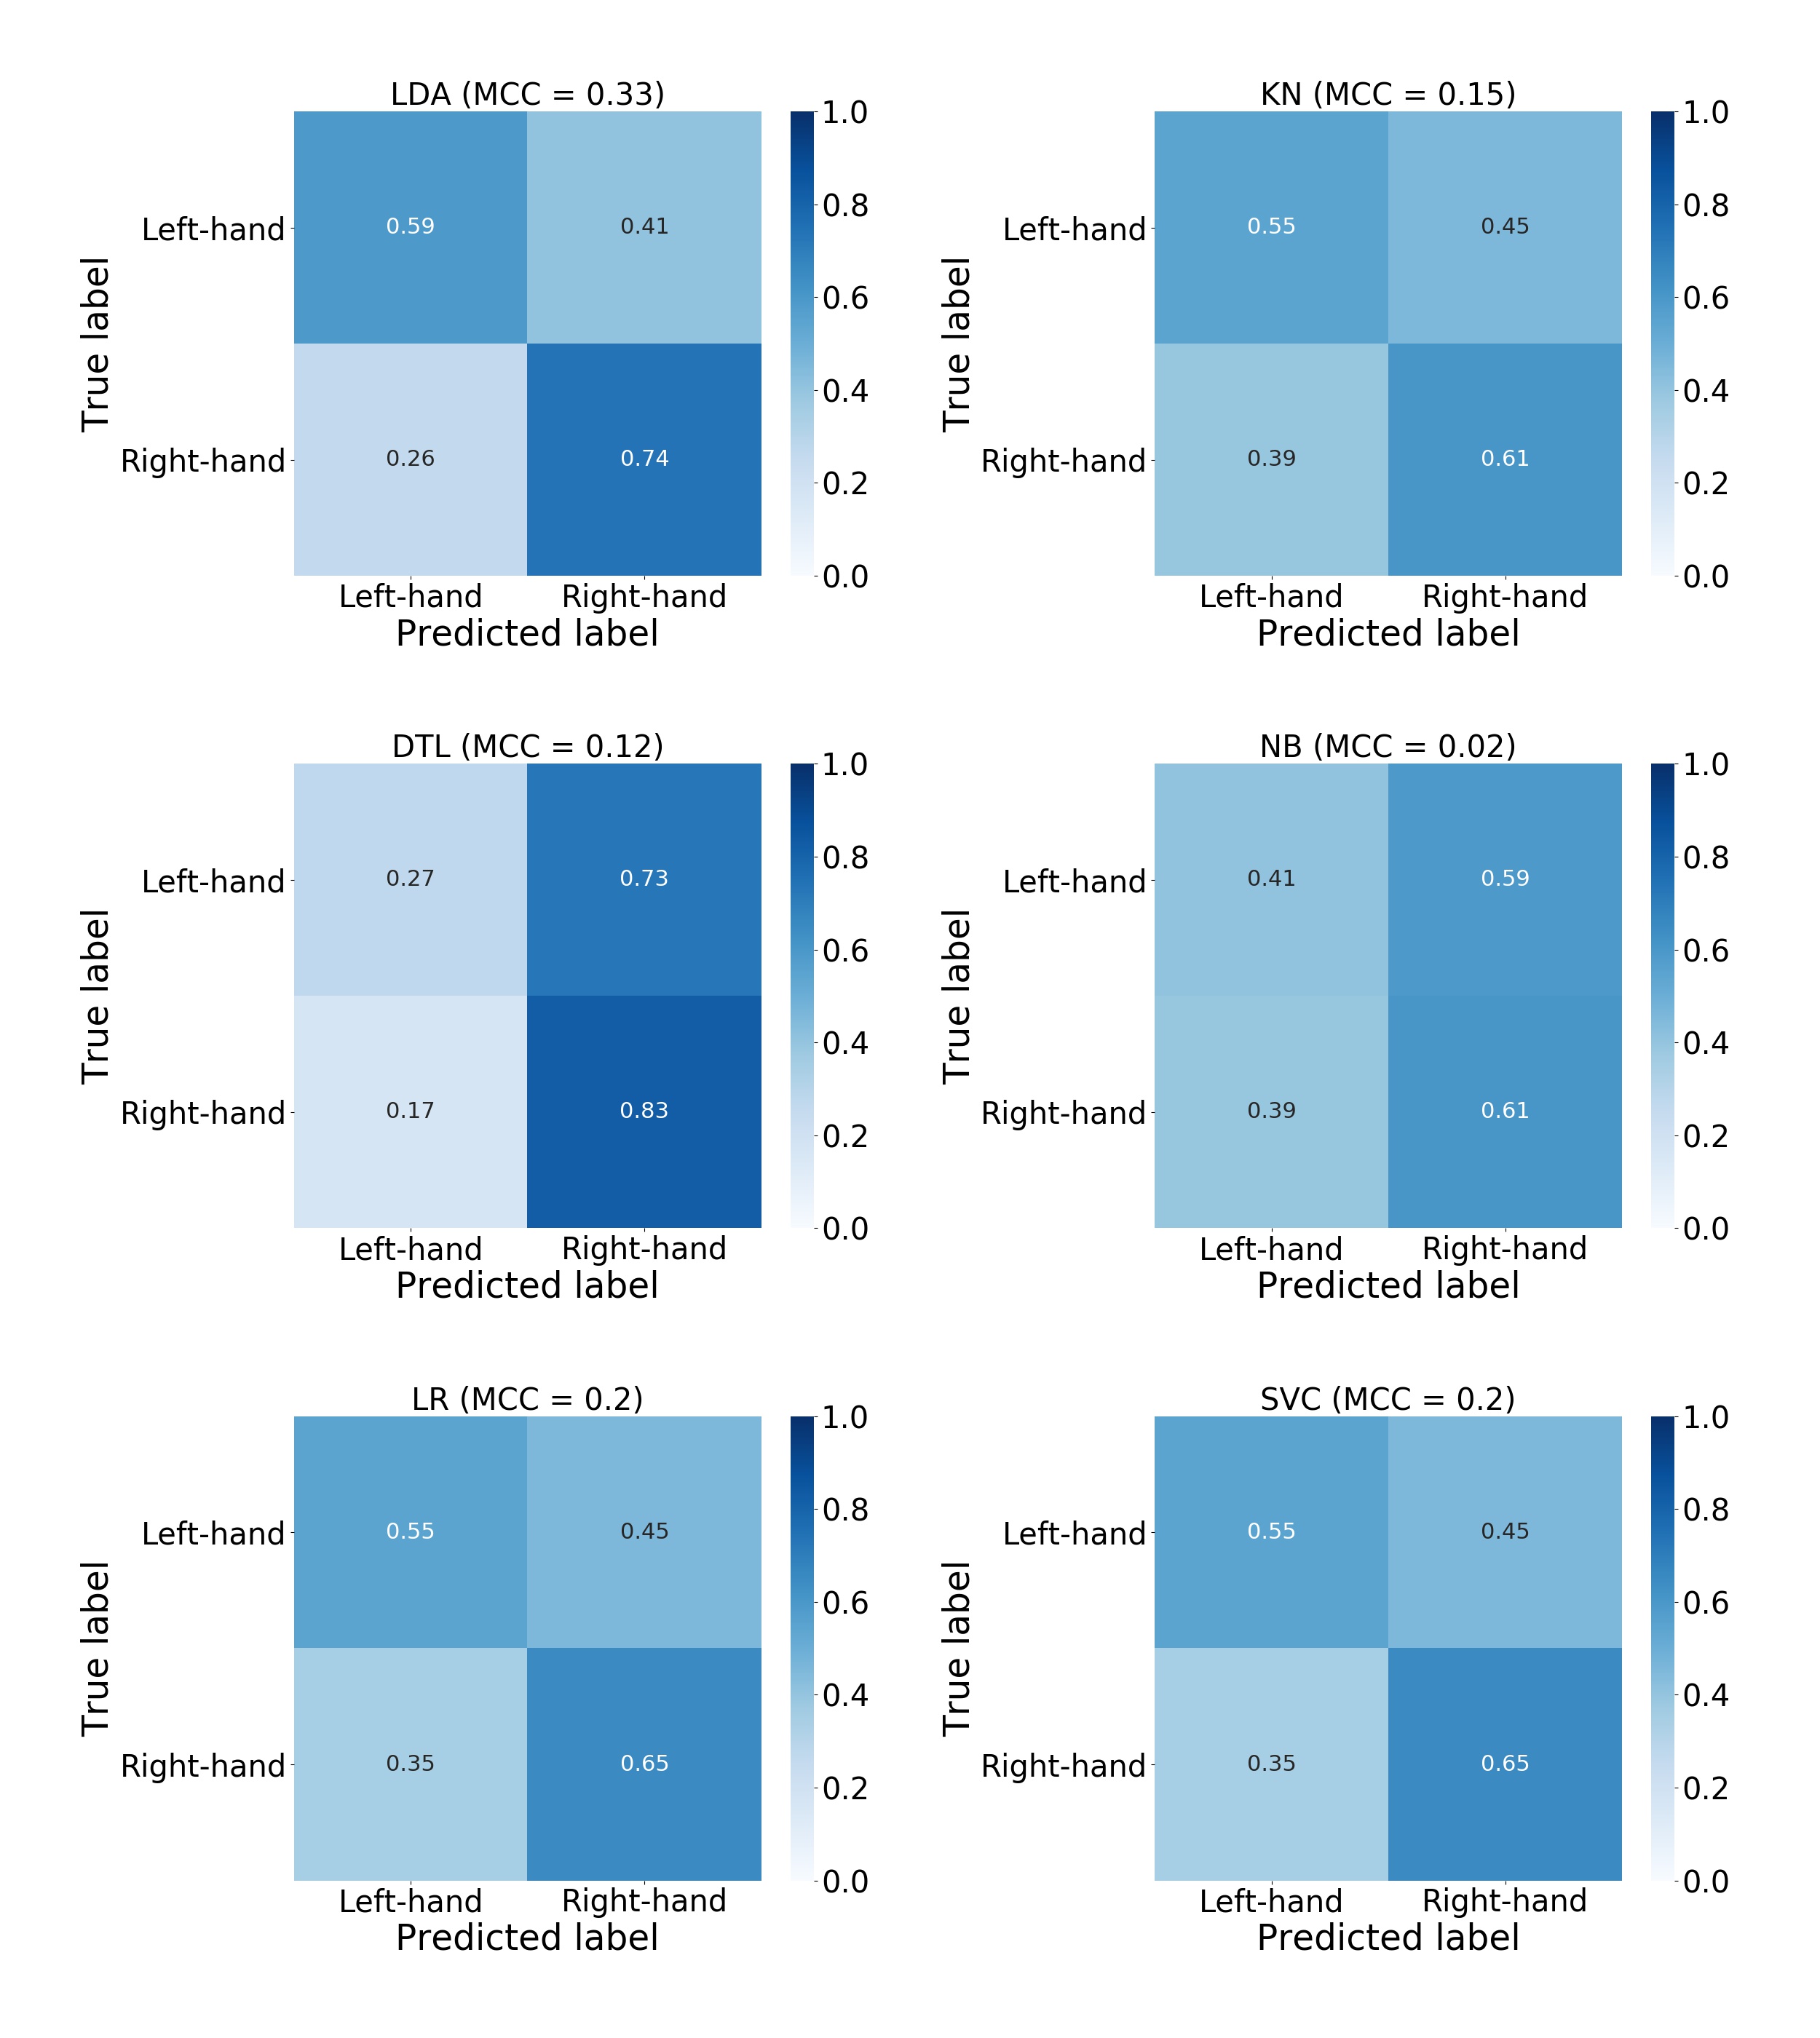 LDA (MCC = 0.33)
True label
Left-hand
Right-hand
0.59
0.41
0.26
0.74
Left-hand Right-hand
Predicted label
1.0
0.8
0.6
0.4
0.2
0.0
KN (MCC = 0.15)
True label
Left-hand
Right-hand
0.55
0.45
0.39
0.61
Left-hand Right-hand
Predicted label
1.0
0.8
0.6
0.4
0.2
0.0
DTL (MCC = 0.12)
True label
Left-hand
Right-hand
0.27
0.73
0.17
0.83
Left-hand Right-hand
Predicted label
1.0
0.8
0.6
0.4
0.2
0.0
NB (MCC = 0.02)
True label
Left-hand
Right-hand
0.41
0.59
0.39
0.61
Left-hand Right-hand
Predicted label
1.0
0.8
0.6
0.4
0.2
0.0
LR (MCC = 0.2)
True label
Left-hand
Right-hand
0.55
0.45
0.35
0.65
Left-hand Right-hand
Predicted label
1.0
0.8
0.6
0.4
0.2
0.0
SVC (MCC = 0.2)
True label
Left-hand
Right-hand
0.55
0.45
0.35
0.65
Left-hand Right-hand
Predicted label
1.0
0.8
0.6
0.4
0.2
0.0